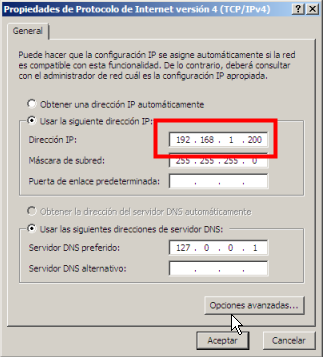 Propiedades de Protocolo de Internet versión 4 (TCP/IPv4)
General
Puede hacer que la configuración IP se asigne automáticamente si la red
es compatible con esta funcionalidad. De lo contrario, deberá consultar
con el administrador de red cuál es la configuración IP apropiada.
Obtener una dirección IP automáticamente
Usar la siguiente dirección IP:
Dirección IP: 192 . 168 . 1 . 200
Máscara de subred: 255 . 255 . 255 . 0
Puerta de enlace predeterminada: . . .
Obtener la dirección del servidor DNS automáticamente
Usar las siguientes direcciones de servidor DNS:
Servidor DNS preferido: 127 . 0 . 0 . 1
Servidor DNS alternativo: . . .
Opciones avanzadas...
Aceptar Cancelar